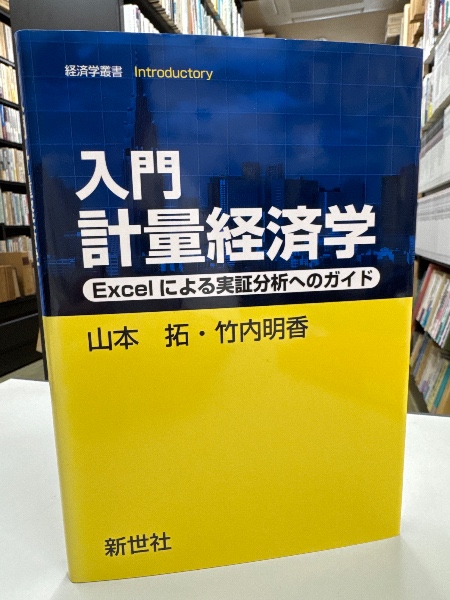 経済学叢書 Introductory
入門
計量経済学
Excelによる実証分析へのガイド
山本 拓・竹内明香
新世社